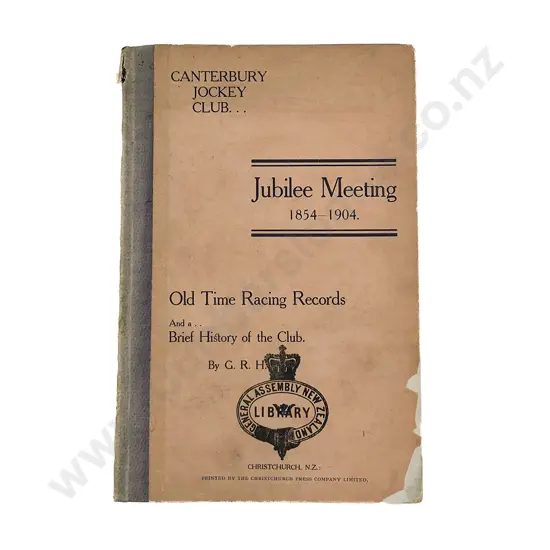 CANTERBURY
JOCKEY
CLUB...
Jubilee Meeting
1854–1904.
Old Time Racing Records
And a..
Brief History of the Club.
By G. R. H.
GENERAL ASSEMBLY NEW ZEALAND
LIBRARY
CHRISTCHURCH, N.Z.:
PRINTED BY THE CHRISTCHURCH PRESS COMPANY LIMITED.